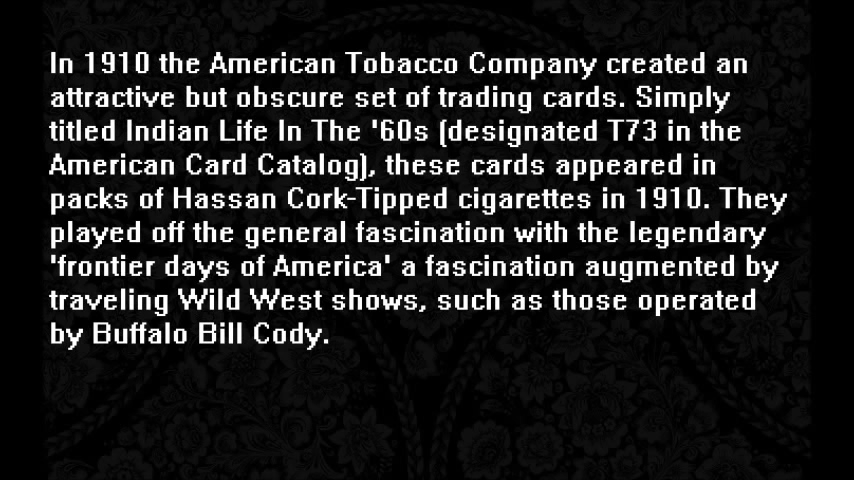 In 1910 the American Tobacco Company created an
attractive but obscure set of trading cards. Simply
titled Indian Life In The '60s (designated T73 in the
American Card Catalog), these cards appeared in
packs of Hassan Cork-Tipped cigarettes in 1910. They
played off the general fascination with the legendary
'frontier days of America' a fascination augmented by
traveling Wild West shows, such as those operated
by Buffalo Bill Cody.